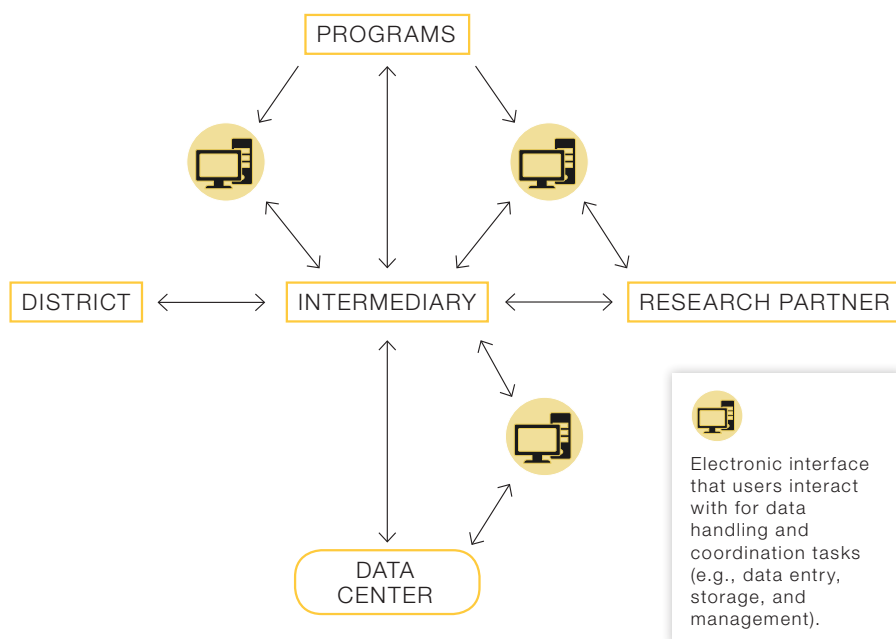 PROGRAMS
DISTRICT
INTERMEDIARY
RESEARCH PARTNER
DATA
CENTER
Electronic interface
that users interact
with for data
handling and
coordination tasks
(e.g., data entry,
storage, and
management).